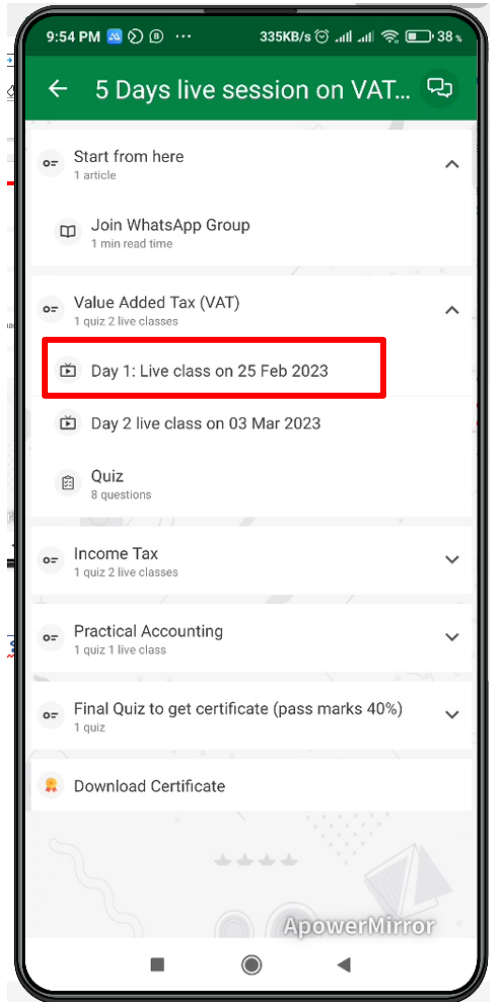 9:54 PM ... 335KB/s 38%
5 Days live session on VAT...
Start from here
1 article
Join WhatsApp Group
1 min read time
Value Added Tax (VAT)
1 quiz 2 live classes
Day 1: Live class on 25 Feb 2023
Day 2 live class on 03 Mar 2023
Quiz
8 questions
Income Tax
1 quiz 2 live classes
Practical Accounting
1 quiz 1 live class
Final Quiz to get certificate (pass marks 40%)
1 quiz
Download Certificate
ApowerMirror